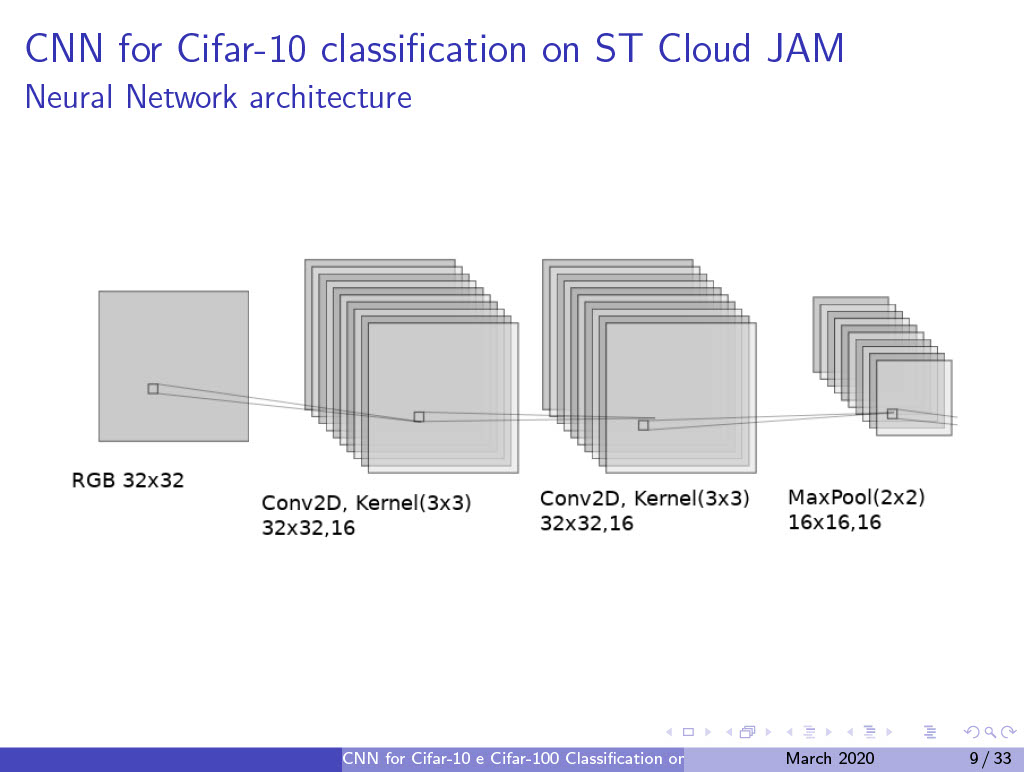 CNN for Cifar-10 classification on ST Cloud JAM
Neural Network architecture
RGB 32x32
Conv2D, Kernel(3x3)
32x32,16
Conv2D, Kernel(3x3)
32x32,16
MaxPool(2x2)
16x16,16
CNN for Cifar-10 e Cifar-100 Classification or
March 2020
9 / 33